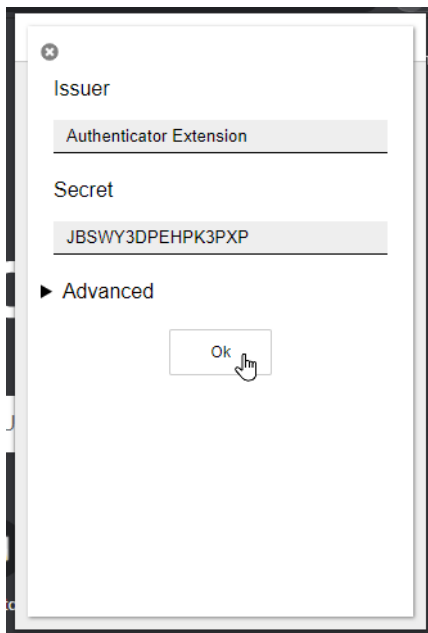 Issuer
Authenticator Extension
Secret
JBSWY3DPEHPK3PXP
Advanced
Ok